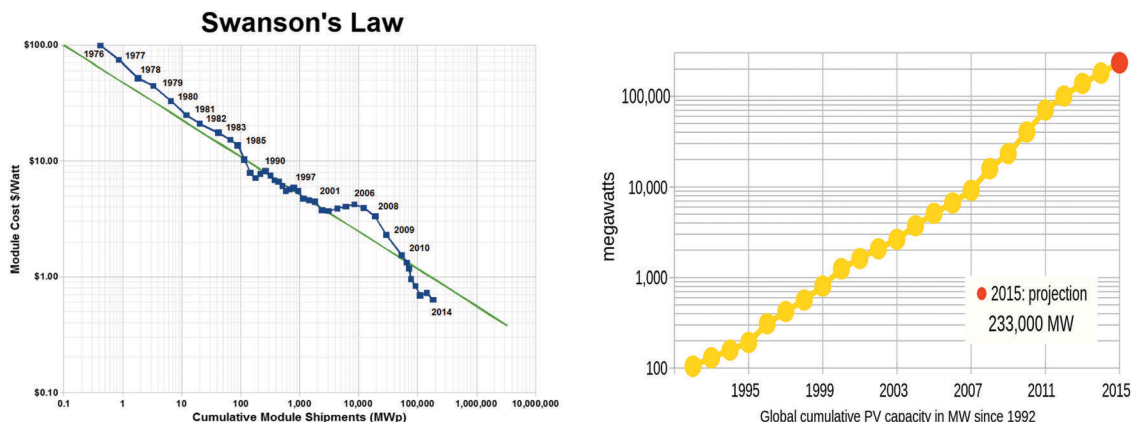 Swanson's Law
Module Cost $/Watt
$100.00
$10.00
$1.00
$0.10
1976
1977
1978
1979
1980
1981
1982
1983
1985
1990
1997
2001
2006
2008
2009
2010
2014
0.1 1 10 100 1,000 10,000 100,000 1,000,000 10,000,000
Cumulative Module Shipments (MWp)
megawatts
100,000
10,000
1,000
100
2015: projection
233,000 MW
1995 1999 2003 2007 2011 2015
Global cumulative PV capacity in MW since 1992